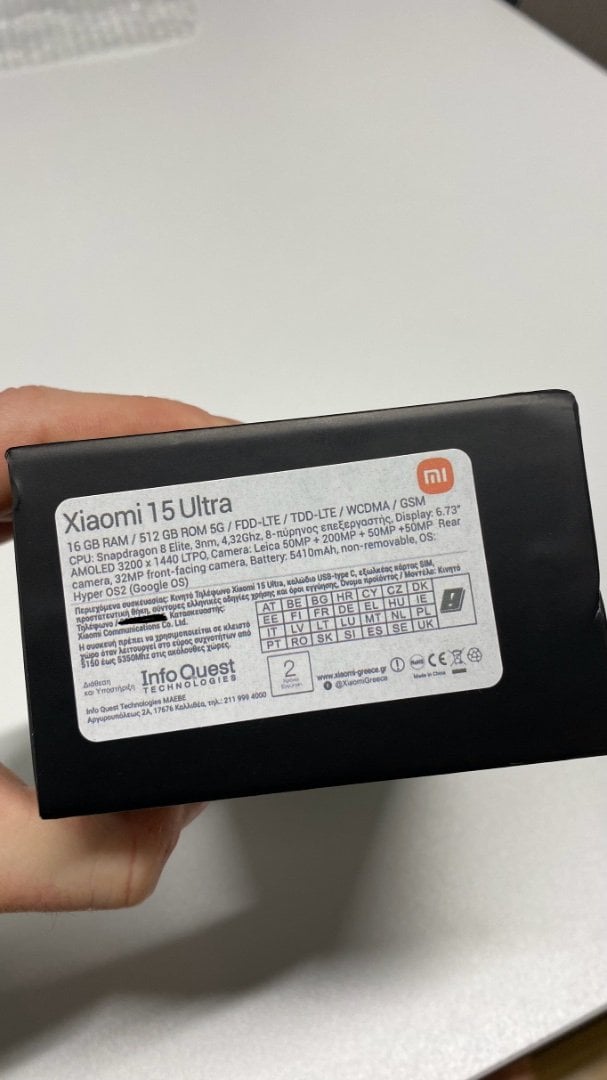 mi
Xiaomi 15 Ultra
16 GB RAM / 512 GB ROM 5G / FDD-LTE / TDD-LTE / WCDMA / GSM
CPU: Snapdragon 8 Elite, 3nm, 4,32Ghz, 8-πύρηνος επεξεργαστής, Display: 6.73"
AMOLED 3200 x 1440 LTPO, Camera: Leica 50MP + 200MP + 50MP +50MP Rear
camera, 32MP front-facing camera, Battery: 5410mAh, non-removable, OS:
Hyper OS2 (Google OS)
Περιεχόμενα συσκευασίας: Κινητό Τηλέφωνο Xiaomi 15 Ultra, καλώδιο USB-type C, εξωλκέας κάρτας SIM,
προστατευτική θήκη, σύντομες ελληνικές οδηγίες χρήσης και όροι εγγύησης, Όνομα προϊόντος / Μοντέλο: Κινητό
Τηλέφωνο / Κατασκευαστής:
Xiaomi Communications Co. Ltd.
Η συσκευή πρέπει να χρησιμοποιείται σε κλειστό
χώρο όταν λειτουργεί στο εύρος συχνοτήτων από
5150 έως 5350Mhz στις ακόλουθες χώρες.
AT BE BG HR CY CZ DK
EE FI FR DE EL HU IE
IT LV LT LU MT NL PL
PT RO SK SI ES SE UK
Διάθεση
και Υποστήριξη
Info Quest
TECHNOLOGIES
2
Χρόνια
Εγγύηση
www.xiaomi-greece.gr
@XiaomiGreece
CE
Made in China
Info Quest Technologies ΜΑΕΒΕ
Αργυρουπόλεως 2Α, 17676 Καλλιθέα, τηλ.: 211 999 4000